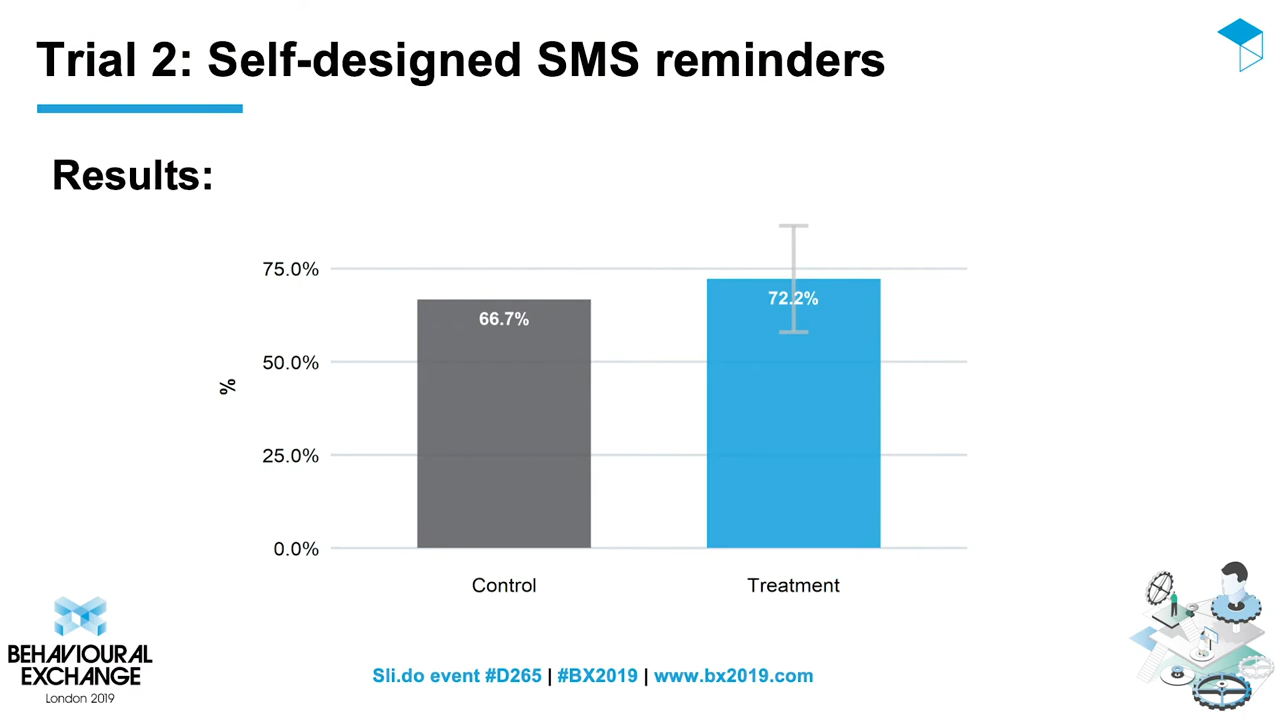 Trial 2: Self-designed SMS reminders
Results:
75.0%
50.0%
25.0%
0.0%
%
66.7%
72.2%
Control
Treatment
BEHAVIOURAL
EXCHANGE
London 2019
Sli.do event #D265 | #BX2019 | www.bx2019.com